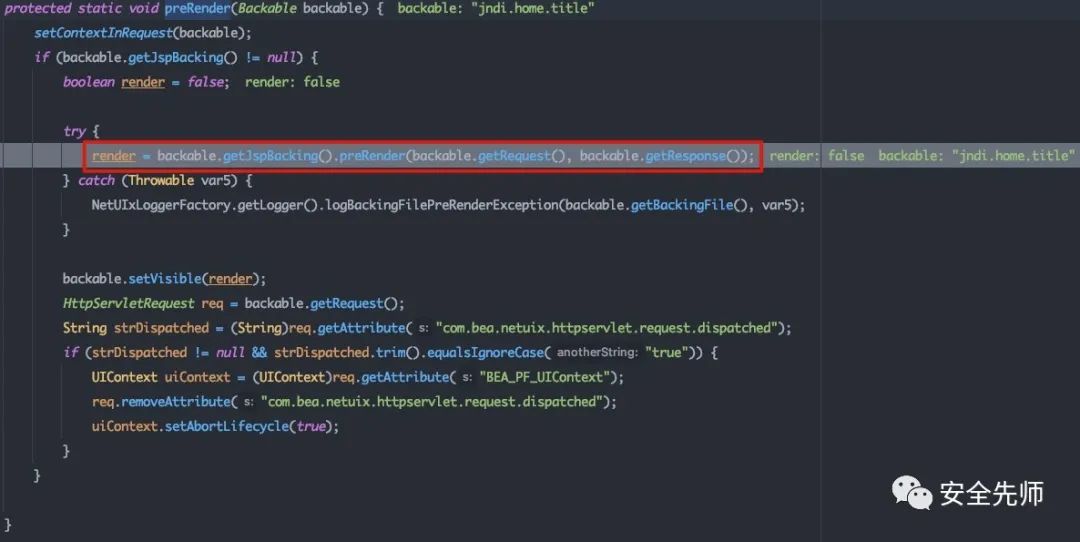 protected static void preRender(Backable backable) {  backable: "jndi.home.title"
setContextInRequest(backable);
if (backable.getJspBacking() != null) {
boolean render = false;  render: false
try {
render = backable.getJspBacking().preRender(backable.getRequest(), backable.getResponse());  render: false  backable: "jndi.home.title"
} catch (Throwable var5) {
NetUIxLoggerFactory.getLogger().logBackingFilePreRenderException(backable.getBackingFile(), var5);
}
backable.setVisible(render);
HttpServletRequest req = backable.getRequest();
String strDispatched = (String)req.getAttribute( s: "com.bea.netuix.httpservlet.request.dispatched");
if (strDispatched != null && strDispatched.trim().equalsIgnoreCase( anotherString: "true")) {
UIContext uiContext = (UIContext)req.getAttribute( s: "BEA_PF_UIContext");
req.removeAttribute( s: "com.bea.netuix.httpservlet.request.dispatched");
uiContext.setAbortLifecycle(true);
}
}
安全先师
}